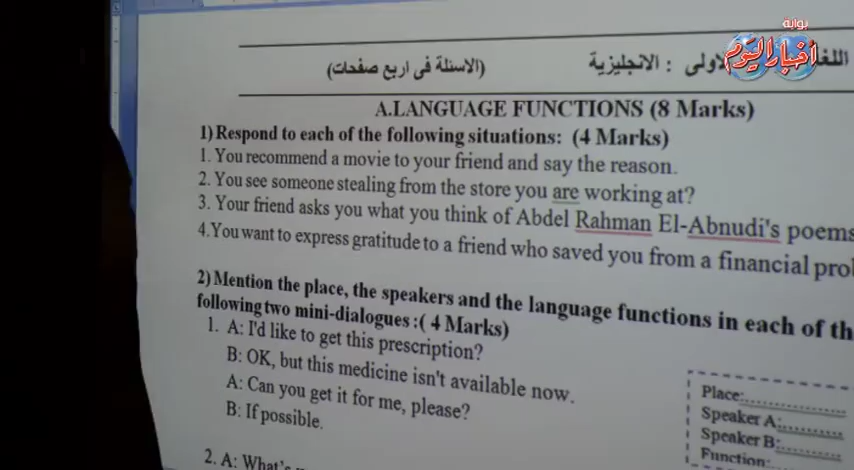 بوابة
أخبار اليوم
(الاسئلة فى اربع صفحات) الاولى : الانجليزية
A.LANGUAGE FUNCTIONS (8 Marks)
1) Respond to each of the following situations: (4 Marks)
1. You recommend a movie to your friend and say the reason.
2. You see someone stealing from the store you are working at?
3. Your friend asks you what you think of Abdel Rahman El-Abnudi's poems
4.You want to express gratitude to a friend who saved you from a financial
2) Mention the place, the speakers and the language functions in each of
following two mini-dialogues :( 4 Marks)
1. A: I'd like to get this prescription?
B: OK, but this medicine isn't available now.
A: Can you get it for me, please?
B: If possible.
Place:..............
Speaker A:..........
Speaker B:..........
Function:
2. A: What's